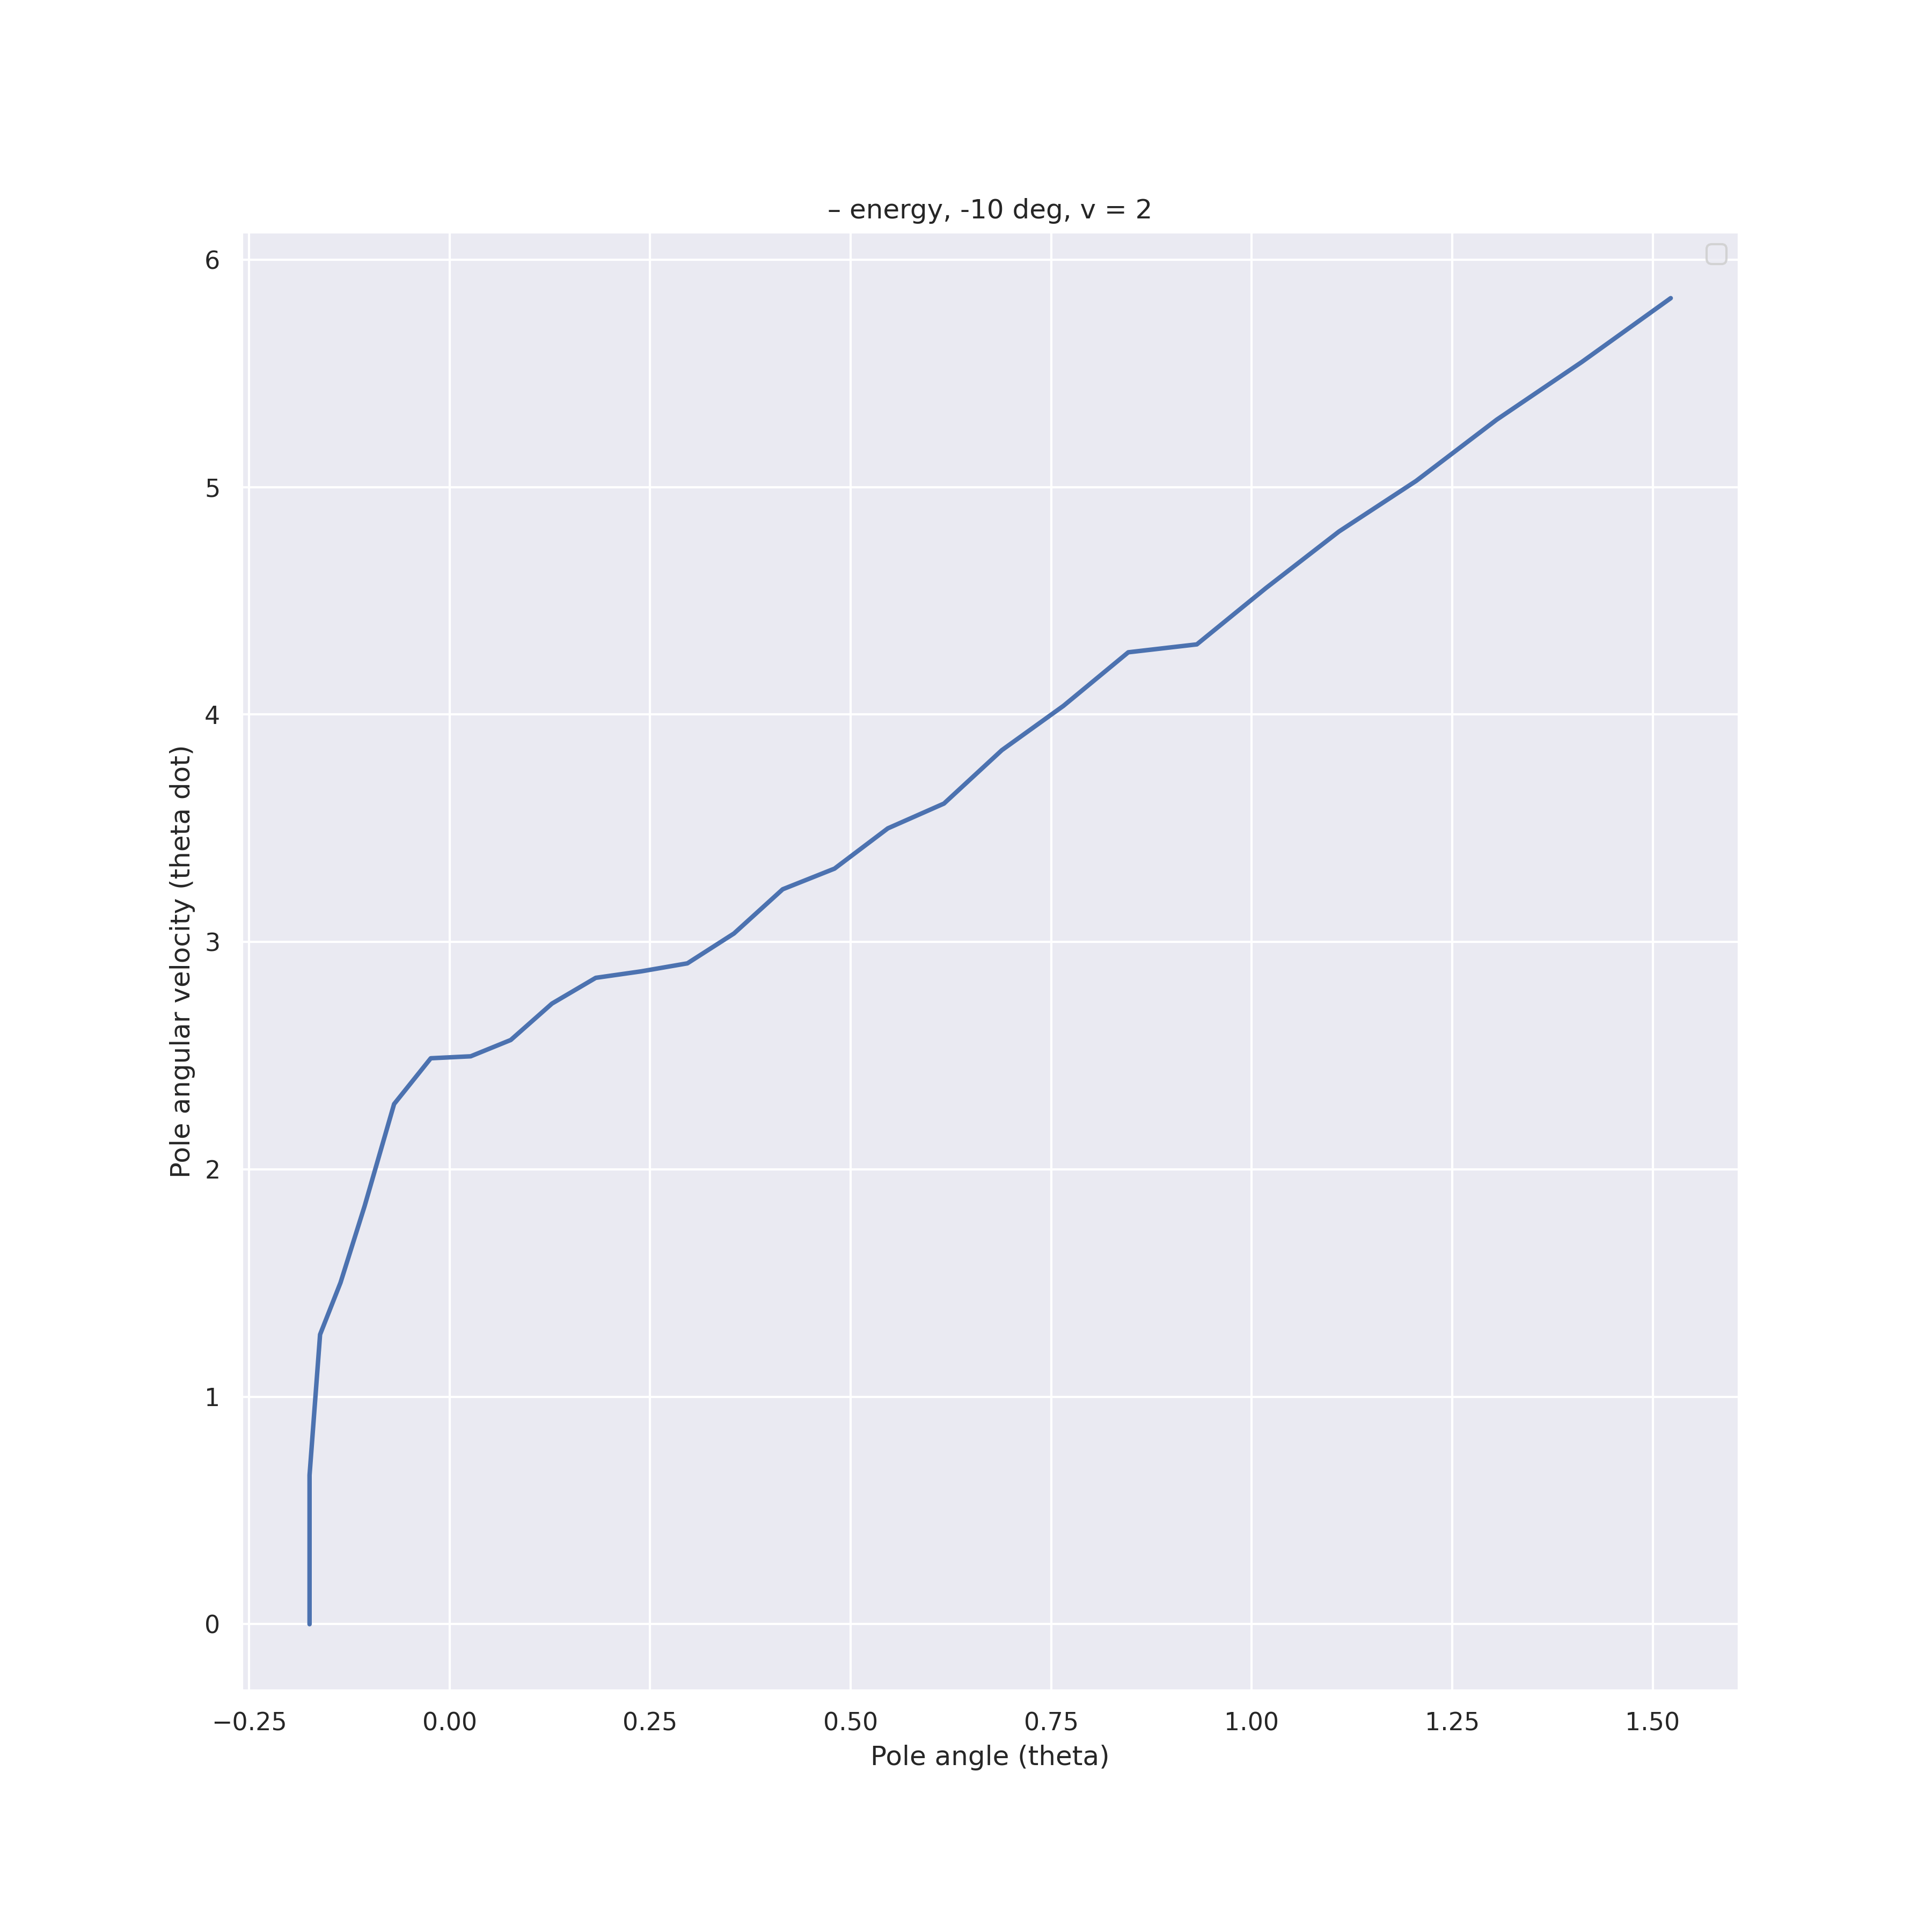 – energy, -10 deg, v = 2
6
5
4
3
2
1
0
Pole angular velocity (theta dot)
−0.25 0.00 0.25 0.50 0.75 1.00 1.25 1.50
Pole angle (theta)